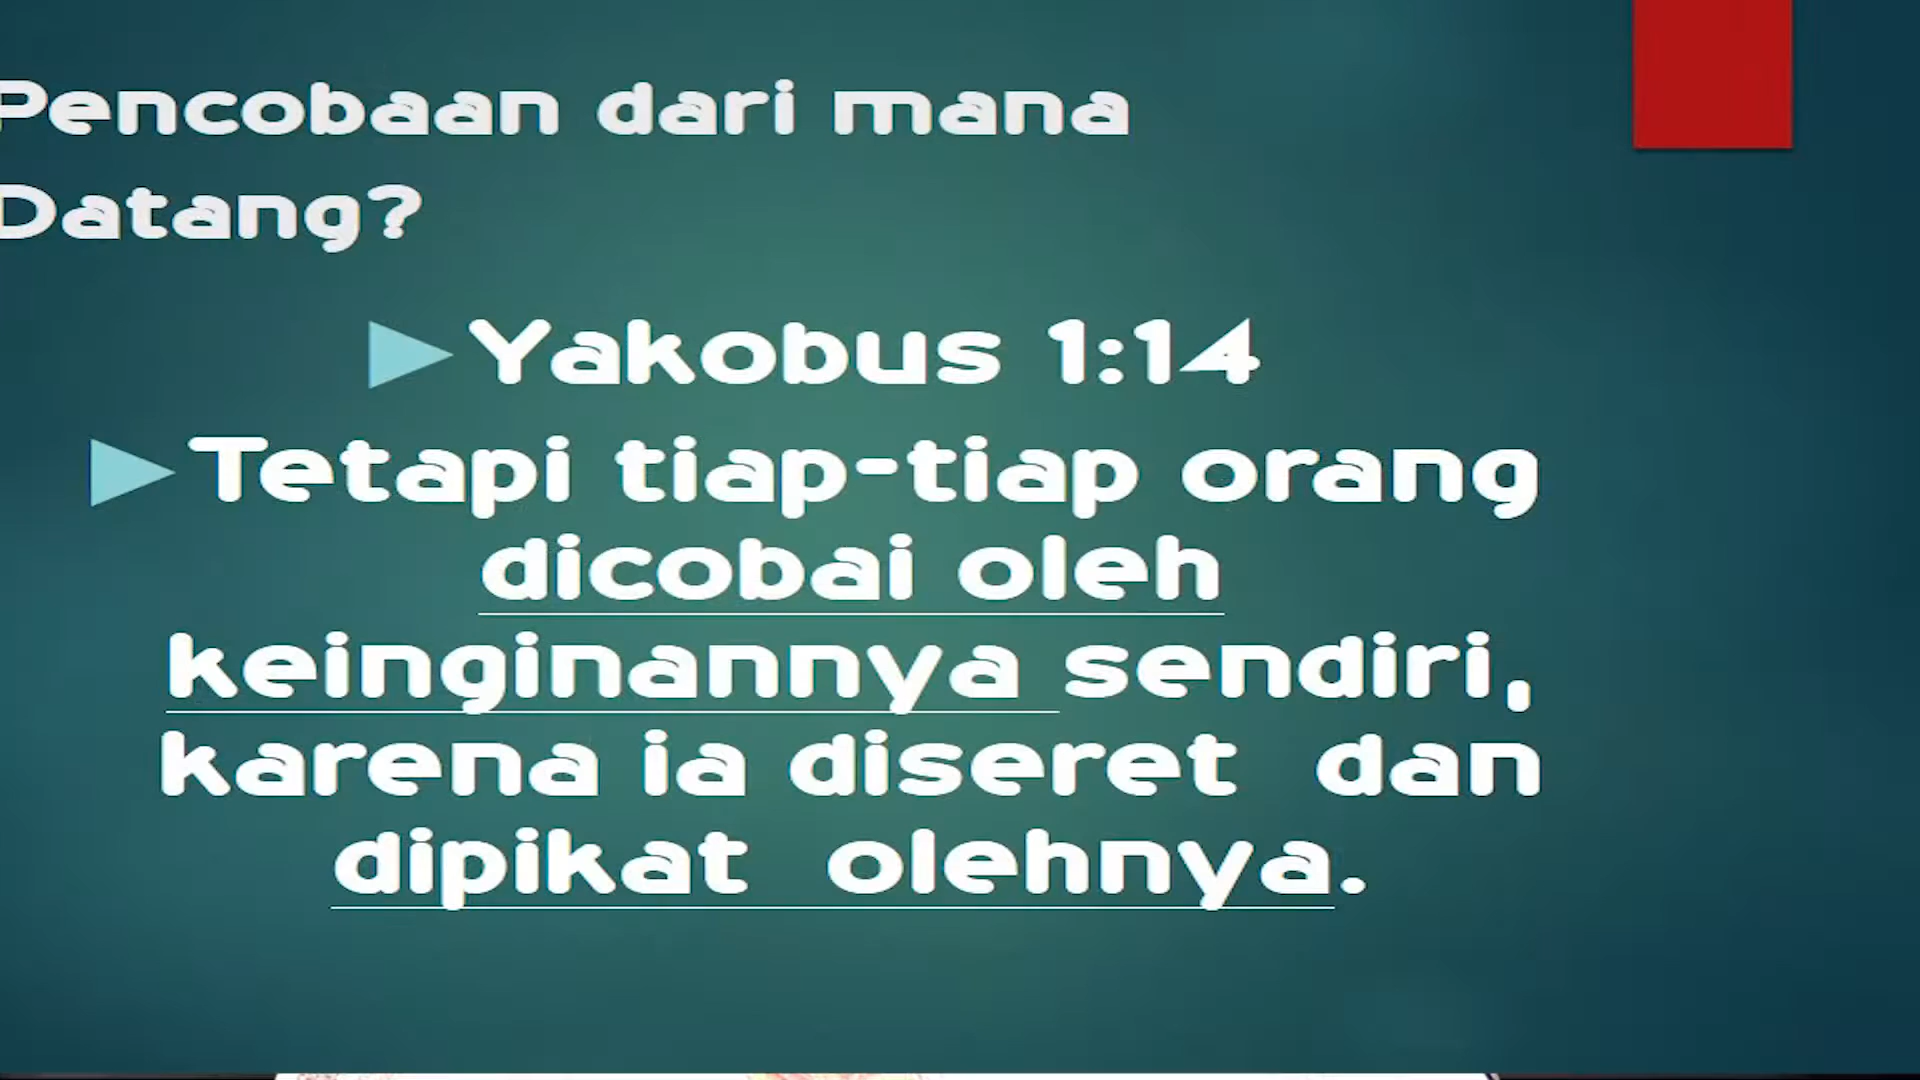 Pencobaan dari mana
Datang?
Yakobus 1:14
Tetapi tiap-tiap orang
dicobai oleh
keinginannya sendiri,
karena ia diseret dan
dipikat olehnya.